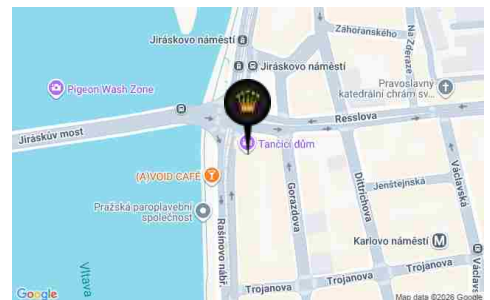 Záhořanského
Jiráskovo náměstí
Na Zderaze
Jiráskovo náměstí
Pigeon Wash Zone
Pravoslavný
katedrální chrám sv...
Resslova
Jiráskův most
Tančící dům
(A)VOID CAFÉ
Gorazdova
Dittrichova
Jenštejnská
Václavská
Pražská paroplavební
společnost
Rašínovo nábř.
Karlovo náměstí
Vltava
Trojanova
Trojanova
Václavs
Google
Map data ©2026 Google